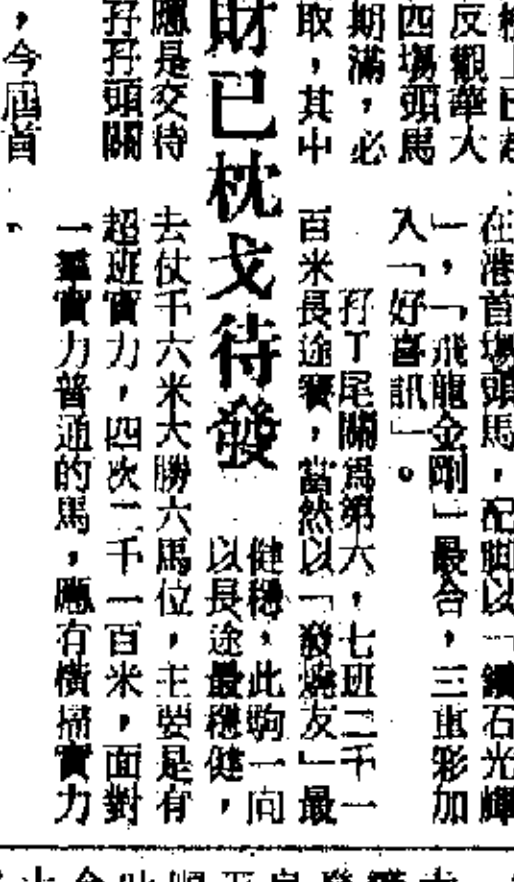 反觀華大
四場頭馬
期滿，必
取，其中
財已枕戈待發
應是交待
孖孖頭關
，今屆首
在港首場頭馬，配脚以「鑽石光輝
」，「飛龍金剛」最合，三重彩加
入「好喜訊」。
孖T尾關爲第六，七班二千一
百米長途賽，當然以「發燒友」最
健穩，此駒一向
以長途最穩健，
去仗千六米大勝六馬位，主要是有
超班實力，四次二千一百米，面對
一羣實力普通的馬，應有橫掃實力